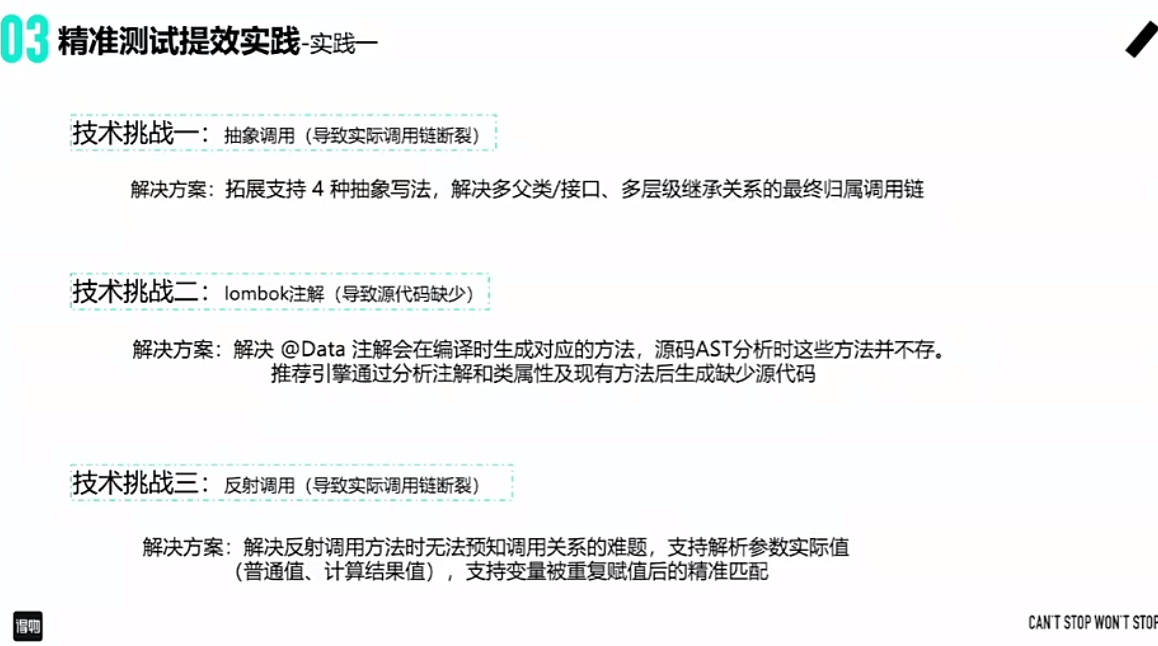 03 精准测试提效实践-实践一
技术挑战一：抽象调用（导致实际调用链断裂）
解决方案：拓展支持 4 种抽象写法，解决多父类/接口、多层级继承关系的最终归属调用链
技术挑战二：lombok注解（导致源代码缺少）
解决方案：解决 @Data 注解会在编译时生成对应的方法，源码AST分析时这些方法并不存。
推荐引擎通过分析注解和类属性及现有方法后生成缺少源代码
技术挑战三：反射调用（导致实际调用链断裂）
解决方案：解决反射调用方法时无法预知调用关系的难题，支持解析参数实际值
（普通值、计算结果值），支持变量被重复赋值后的精准匹配
得物
CAN'T STOP WON'T STOP